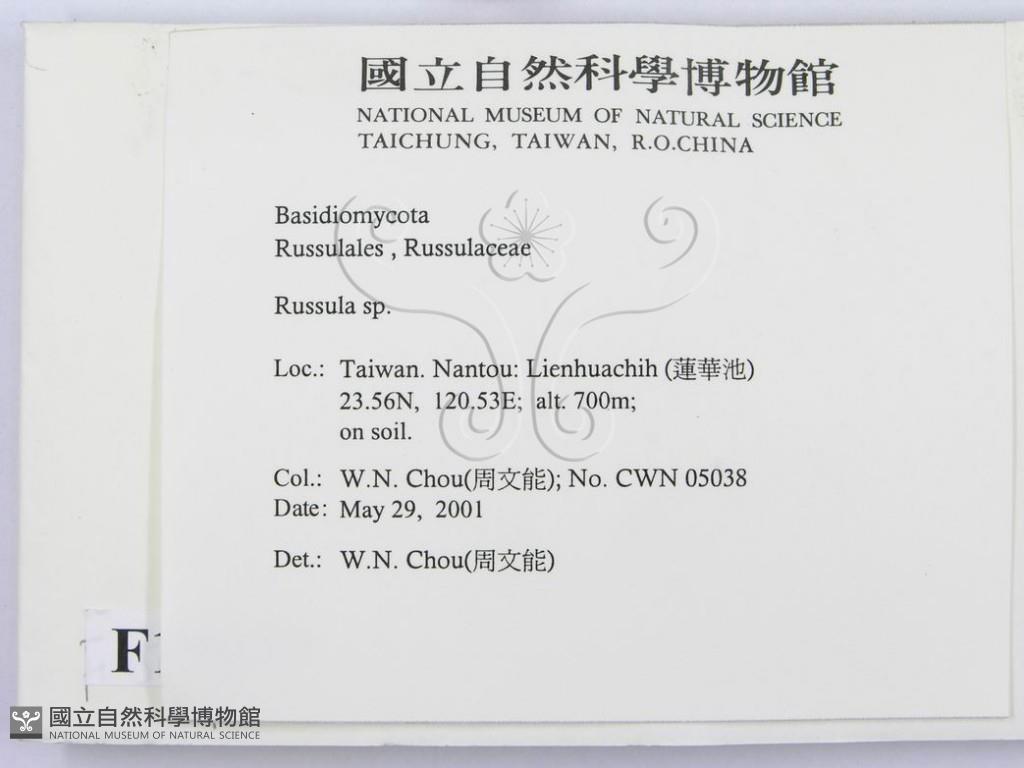 國立自然科學博物館
NATIONAL MUSEUM OF NATURAL SCIENCE
TAICHUNG, TAIWAN, R.O.CHINA
Basidiomycota
Russulales , Russulaceae
Russula sp.
Loc.: Taiwan. Nantou: Lienhuachih (蓮華池)
23.56N, 120.53E; alt. 700m;
on soil.
Col.: W.N. Chou(周文能); No. CWN 05038
Date: May 29, 2001
Det.: W.N. Chou(周文能)
國立自然科學博物館
NATIONAL MUSEUM OF NATURAL SCIENCE